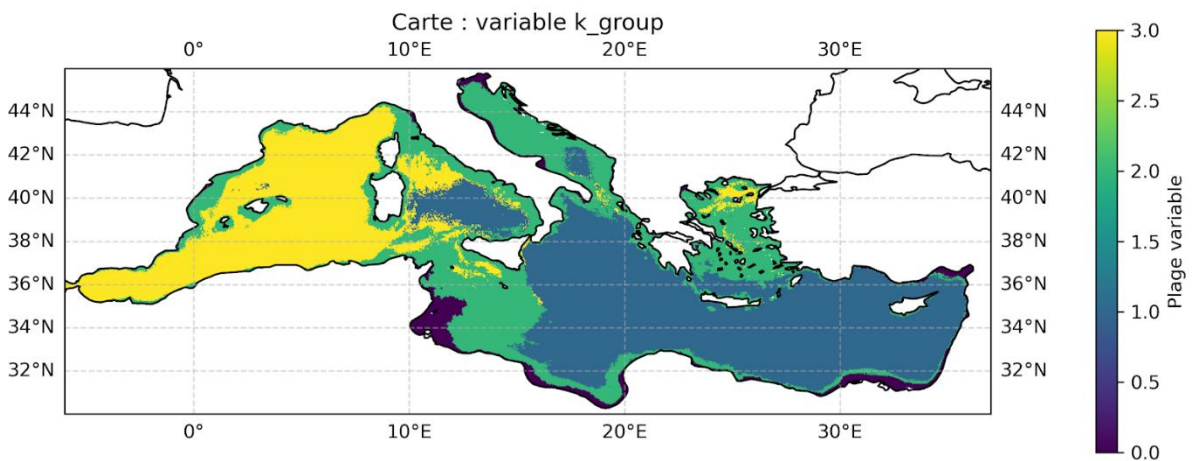 Carte : variable k_group
0° 10°E 20°E 30°E
44°N 44°N
42°N 42°N
40°N 40°N
38°N 38°N
36°N 36°N
34°N 34°N
32°N 32°N
0° 10°E 20°E 30°E
3.0
2.5
2.0
1.5
1.0
0.5
0.0
Plage variable